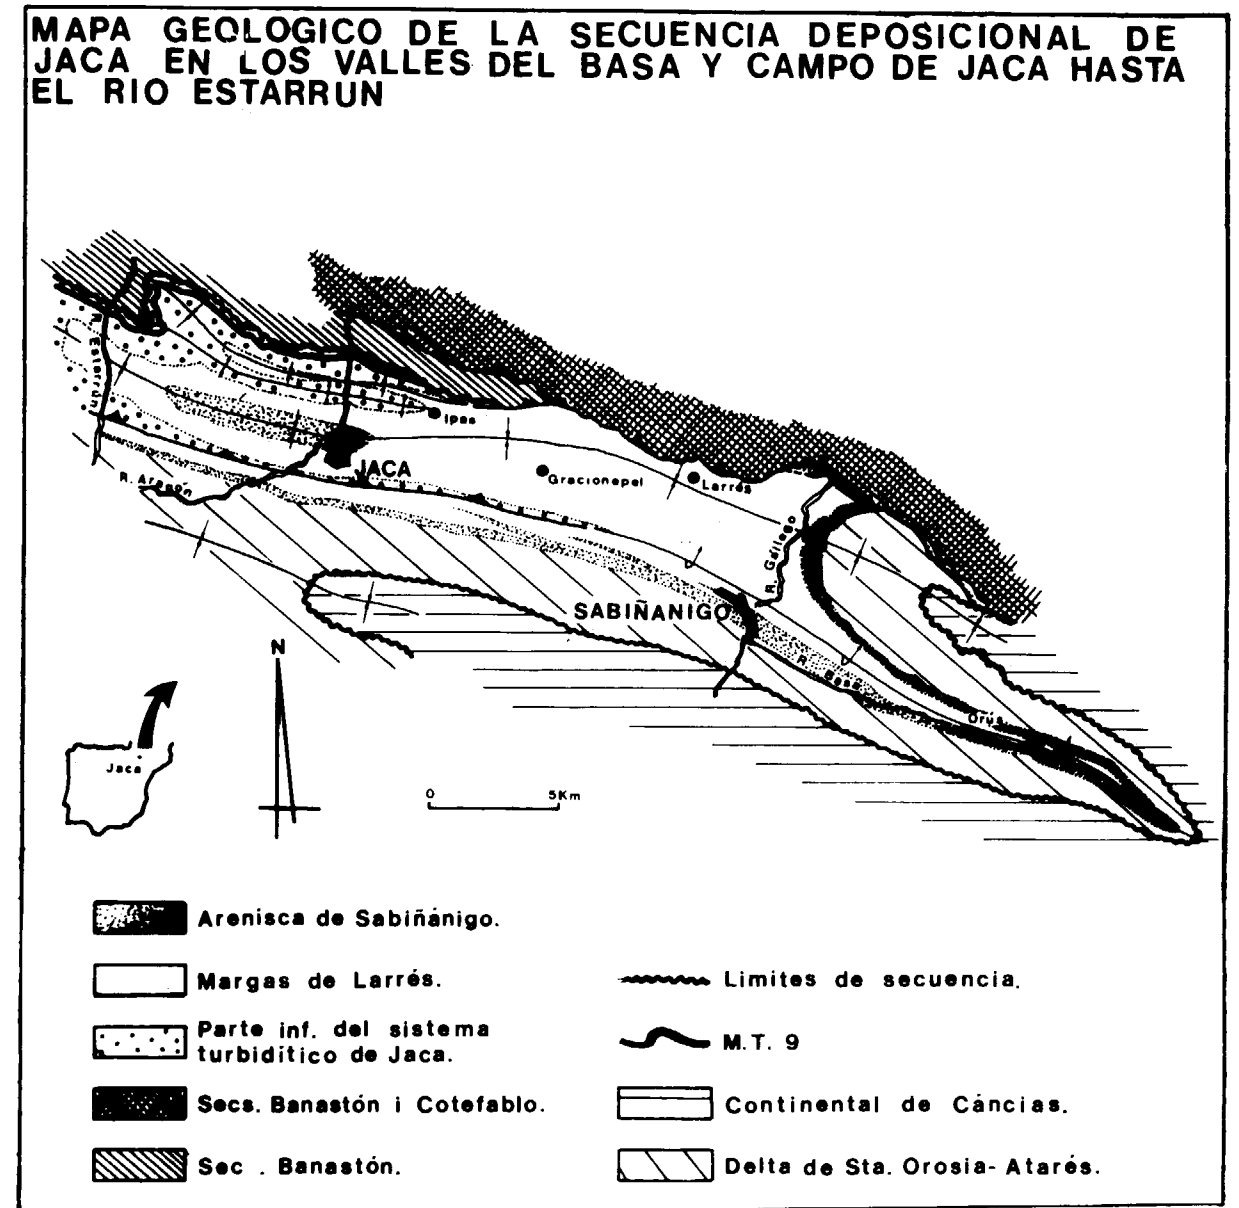 MAPA GEOLOGICO DE LA SECUENCIA DEPOSICIONAL DE
JACA EN LOS VALLES DEL BASA Y CAMPO DE JACA HASTA
EL RIO ESTARRUN
R. Estarrún
Ipas
JACA
R. Aragón
Gracionepel
Larrés
R. Gallego
SABIÑANIGO
R. Basa
Orús
N
Jaca
0 5Km
Arenisca de Sabiñánigo.
Margas de Larrés.
Limites de secuencia.
Parte inf. del sistema
turbidítico de Jaca.
M.T. 9
Secs. Banastón i Cotefablo.
Continental de Cáncias.
Sec . Banastón.
Delta de Sta. Orosia-Atarés.